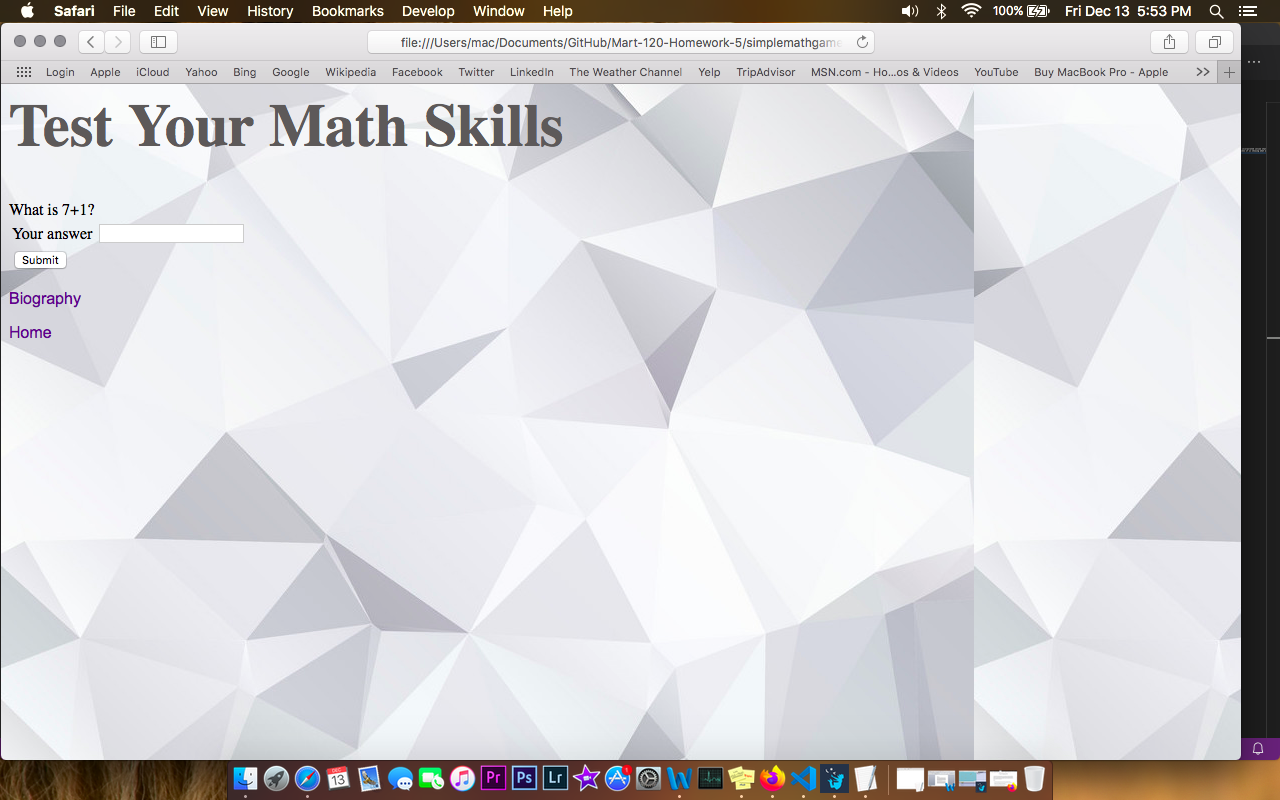 Safari File Edit View History Bookmarks Develop Window Help 100% Fri Dec 13 5:53 PM
file:///Users/mac/Documents/GitHub/Mart-120-Homework-5/simplemathgame
Login Apple iCloud Yahoo Bing Google Wikipedia Facebook Twitter LinkedIn The Weather Channel Yelp TripAdvisor MSN.com - Ho...os & Videos YouTube Buy MacBook Pro - Apple >> +
Test Your Math Skills
What is 7+1?
Your answer
Submit
Biography
Home
DEC 13 Pr Ps Lr 1 W